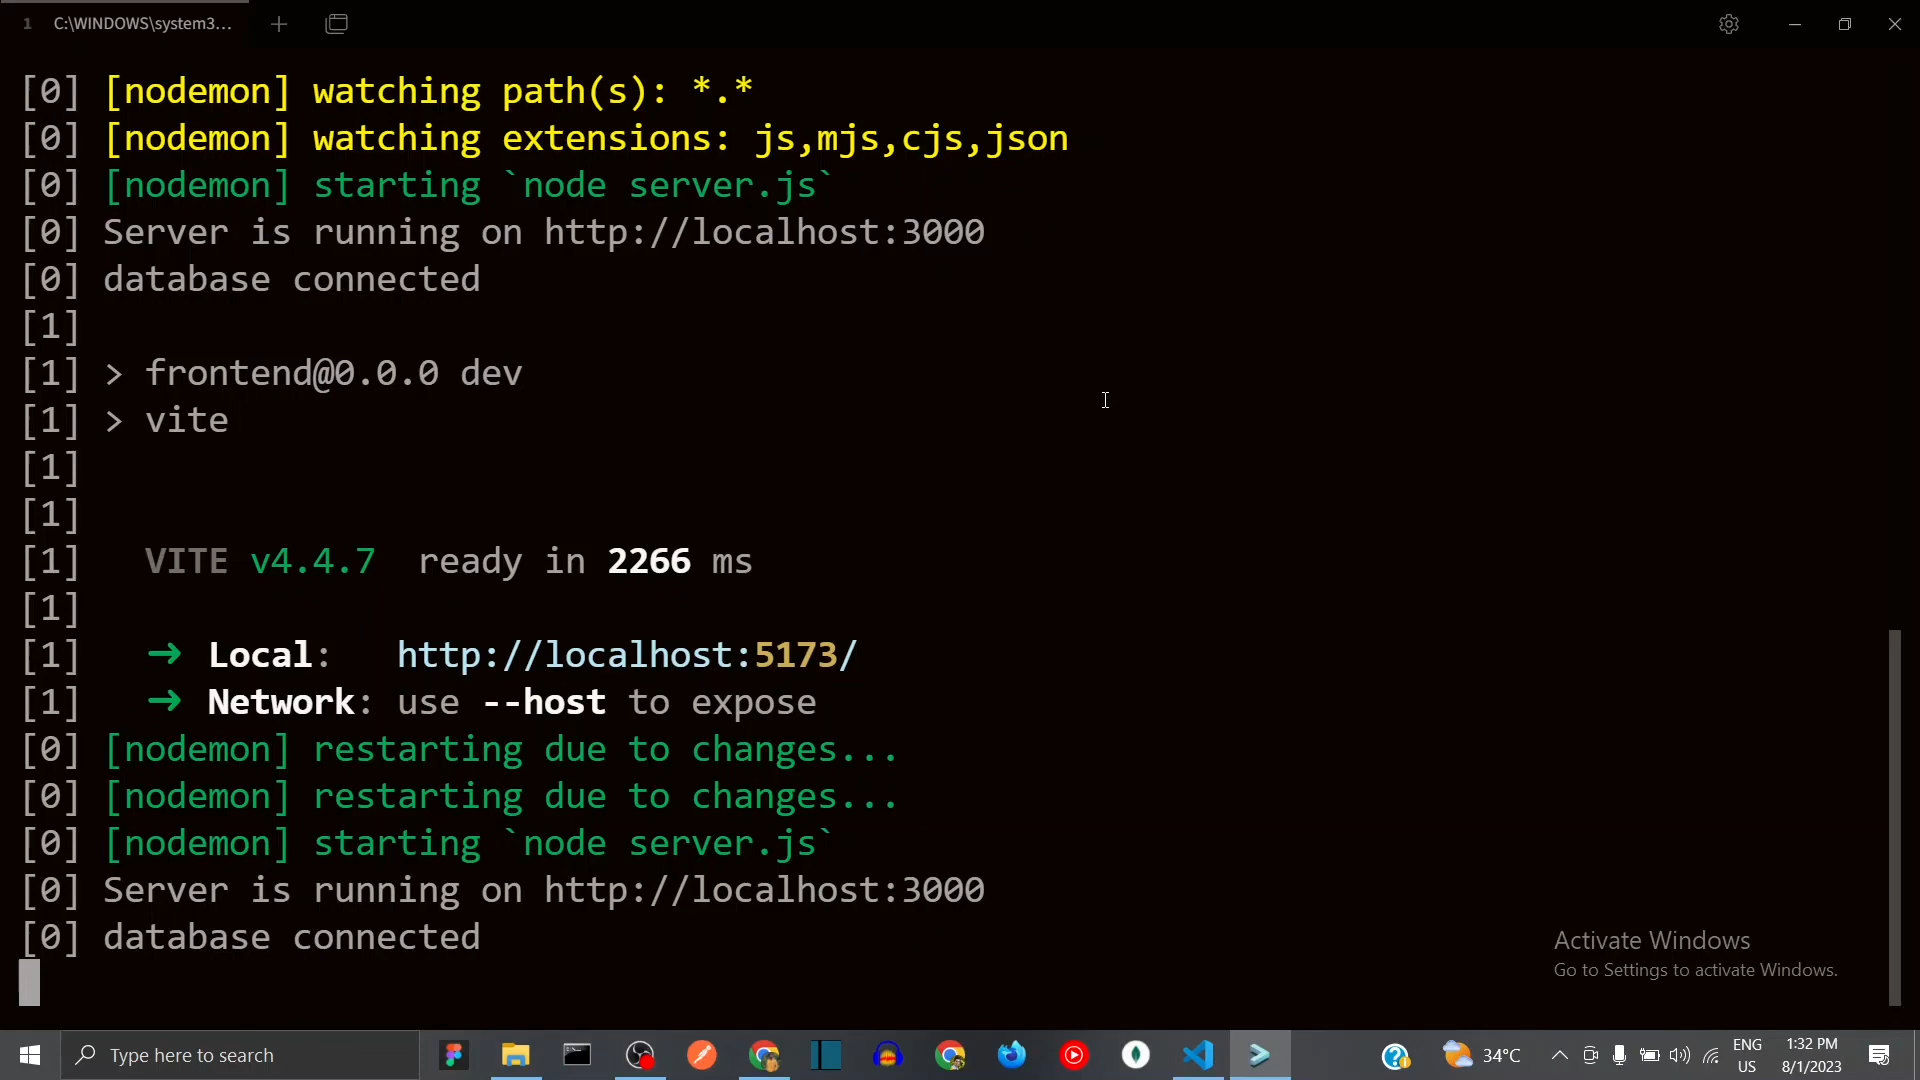 1 C:\WINDOWS\system3...
[0] [nodemon] watching path(s): *.*
[0] [nodemon] watching extensions: js,mjs,cjs,json
[0] [nodemon] starting `node server.js`
[0] Server is running on http://localhost:3000
[0] database connected
[1]
[1] > frontend@0.0.0 dev
[1] > vite
[1]
[1]
[1] VITE v4.4.7 ready in 2266 ms
[1]
[1] ➜ Local: http://localhost:5173/
[1] ➜ Network: use --host to expose
[0] [nodemon] restarting due to changes...
[0] [nodemon] restarting due to changes...
[0] [nodemon] starting `node server.js`
[0] Server is running on http://localhost:3000
[0] database connected
Activate Windows
Go to Settings to activate Windows.
Type here to search
34°C
ENG
US
1:32 PM
8/1/2023